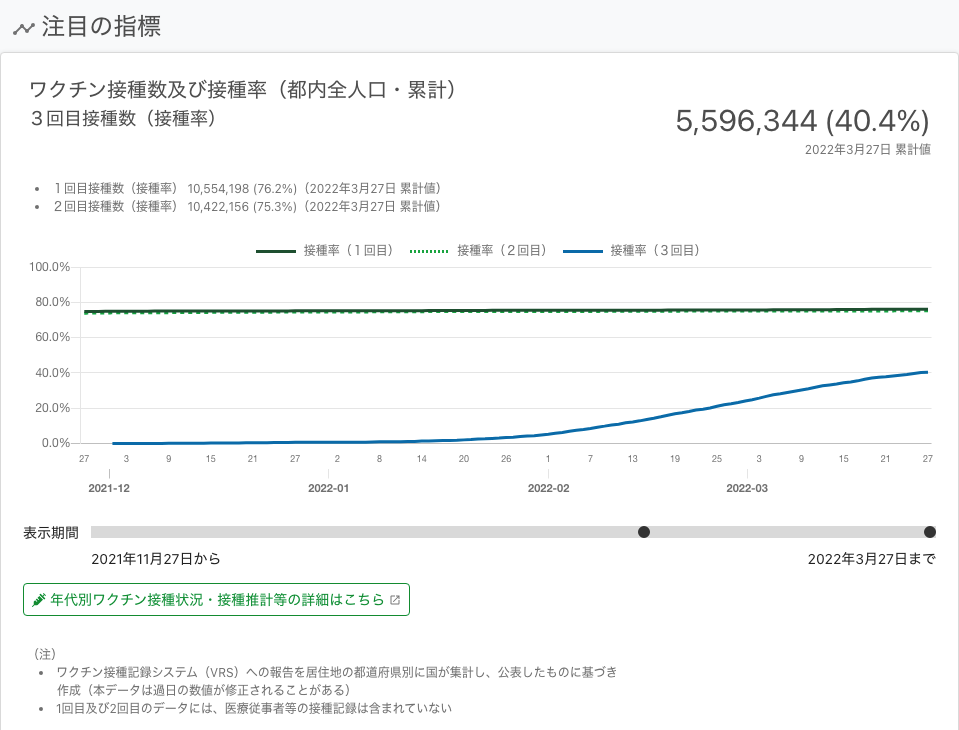 注目の指標
ワクチン接種数及び接種率（都内全人口・累計）
３回目接種数（接種率）
5,596,344 (40.4%)
2022年3月27日 累計値
• １回目接種数（接種率） 10,554,198 (76.2%)（2022年3月27日 累計値）
• ２回目接種数（接種率） 10,422,156 (75.3%)（2022年3月27日 累計値）
接種率（１回目） 接種率（２回目） 接種率（３回目）
100.0%
80.0%
60.0%
40.0%
20.0%
0.0%
27 3 9 15 21 27 2 8 14 20 26 1 7 13 19 25 3 9 15 21 27
2021-12 2022-01 2022-02 2022-03
表示期間
2021年11月27日から 2022年3月27日まで
年代別ワクチン接種状況・接種推計等の詳細はこちら
（注）
• ワクチン接種記録システム（VRS）への報告を居住地の都道府県別に国が集計し、公表したものに基づき
作成（本データは過日の数値が修正されることがある）
• 1回目及び2回目のデータには、医療従事者等の接種記録は含まれていない